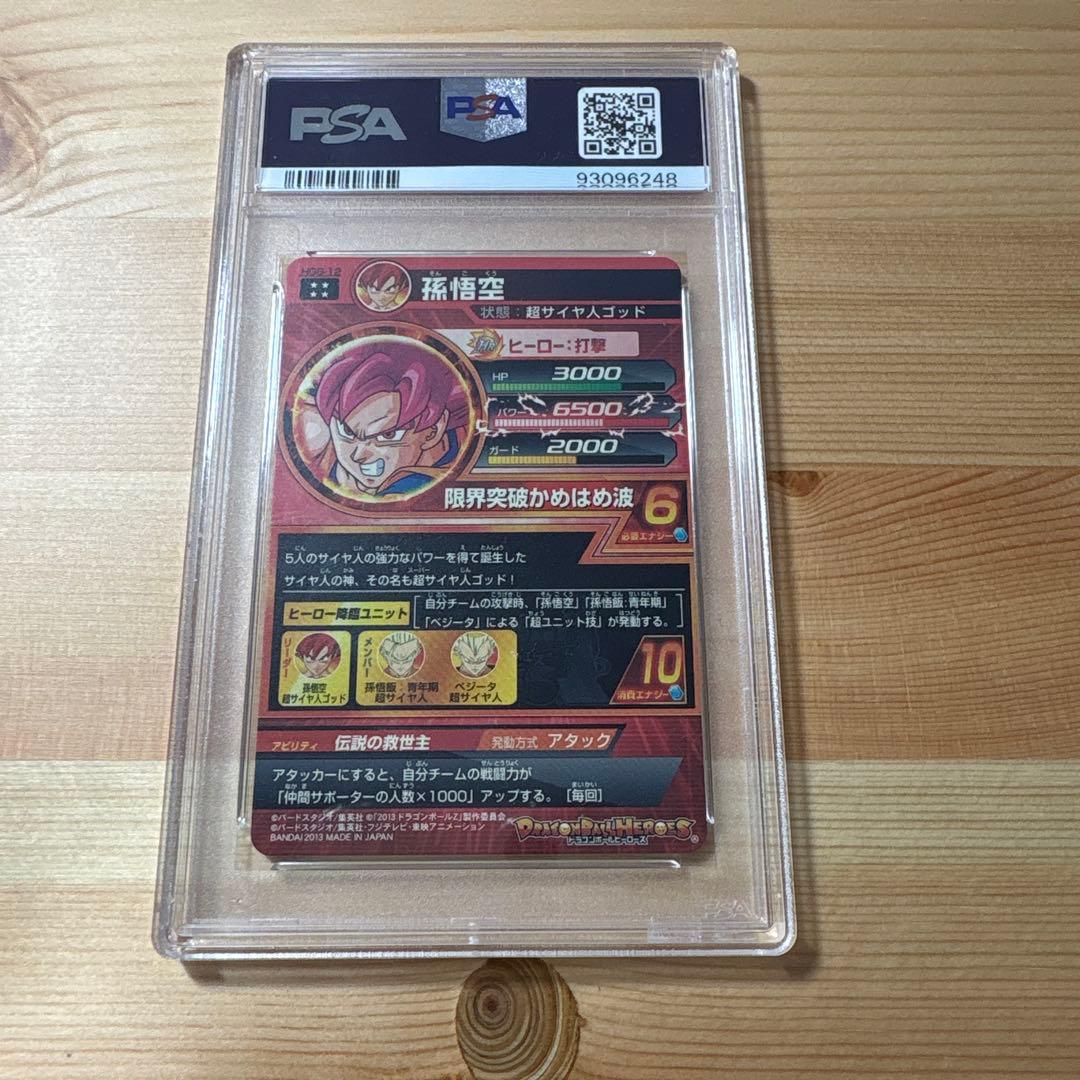 PSA
PSA
93096248
HG8-12
孫悟空
そん ご くう
状態:超サイヤ人ゴッド
ヒーロー:打撃
HP 3000
パワー 6500
ガード 2000
限界突破かめはめ波 6
必要エナジー
5人のサイヤ人の強力なパワーを得て誕生した
サイヤ人の神、その名も超サイヤ人ゴッド!
ヒーロー降臨ユニット
自分チームの攻撃時、「孫悟空」「孫悟飯:青年期」
「ベジータ」による「超ユニット技」が発動する。
リーダー
孫悟空
超サイヤ人ゴッド
メンバー
孫悟飯:青年期
超サイヤ人
ベジータ
超サイヤ人
10
消費エナジー
アビリティ 伝説の救世主 発動方式 アタック
アタッカーにすると、自分チームの戦闘力が
「仲間サポーターの人数×1000」アップする。[毎回]
©バードスタジオ/集英社 ©「2013 ドラゴンボールZ」製作委員会
©バードスタジオ/集英社・フジテレビ・東映アニメーション
BANDAI 2013 MADE IN JAPAN
DRAGONBALL HEROES
ドラゴンボールヒーローズ
PSA